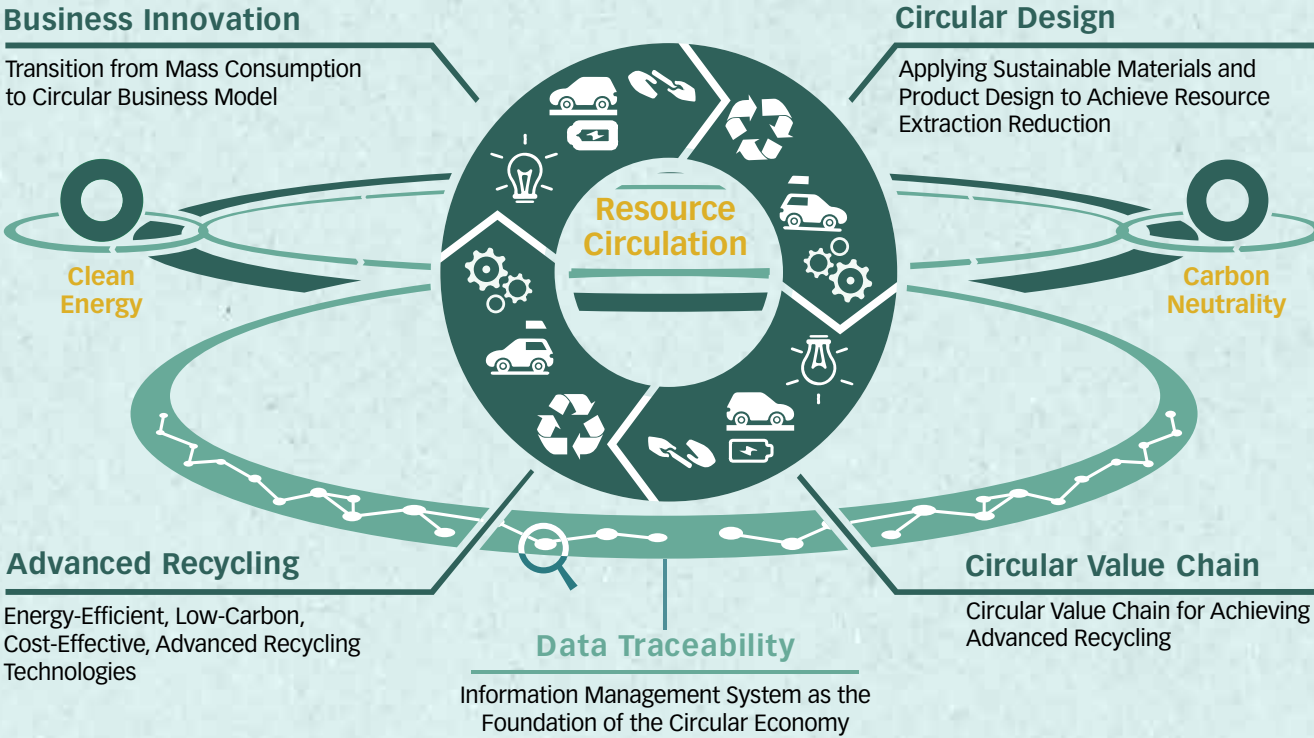 Business Innovation
Transition from Mass Consumption
to Circular Business Model
Circular Design
Applying Sustainable Materials and
Product Design to Achieve Resource
Extraction Reduction
Resource
Circulation
Clean
Energy
Carbon
Neutrality
Advanced Recycling
Energy-Efficient, Low-Carbon,
Cost-Effective, Advanced Recycling
Technologies
Data Traceability
Information Management System as the
Foundation of the Circular Economy
Circular Value Chain
Circular Value Chain for Achieving
Advanced Recycling